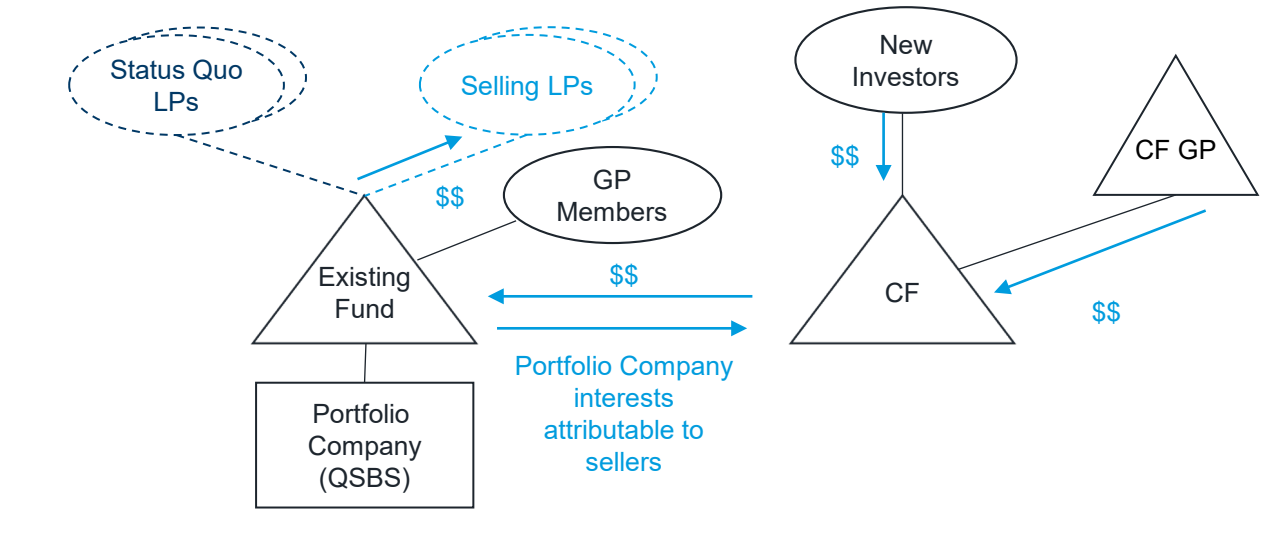 Status Quo
LPs
Selling LPs
New
Investors
$$
CF GP
$$
GP
Members
Existing
Fund
$$
CF
$$
Portfolio Company
interests
attributable to
sellers
Portfolio
Company
(QSBS)